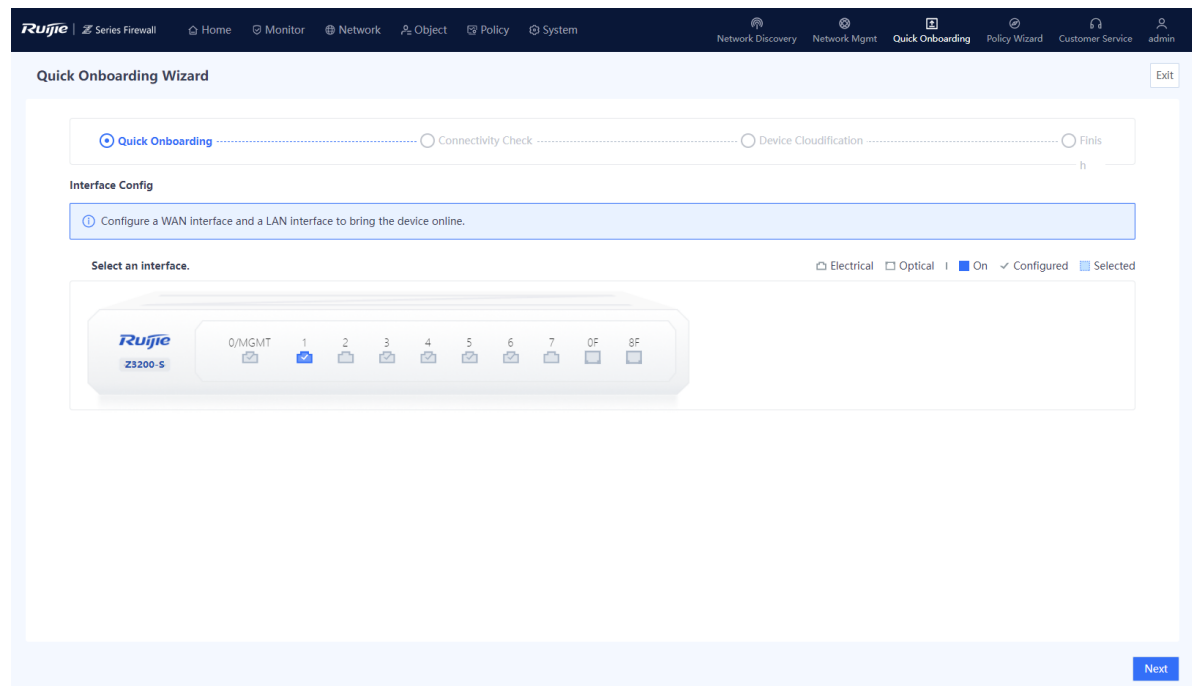 Ruijie | Z Series Firewall Home Monitor Network Object Policy System Network Discovery Network Mgmt Quick Onboarding Policy Wizard Customer Service admin
Quick Onboarding Wizard Exit
Quick Onboarding Connectivity Check Device Cloudification Finis
h
Interface Config
Configure a WAN interface and a LAN interface to bring the device online.
Select an interface. Electrical Optical | On Configured Selected
Ruijie 0/MGMT 1 2 3 4 5 6 7 0F 8F
Z3200-S
Next